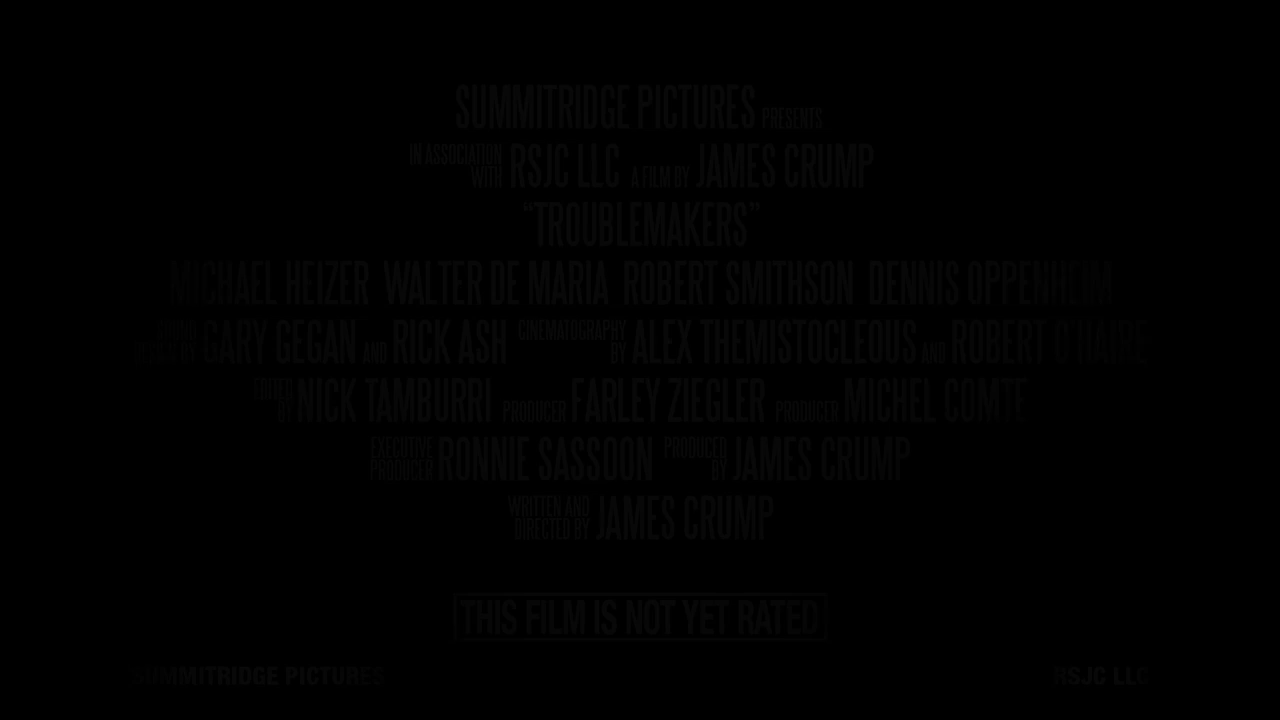 SUMMITRIDGE PICTURES PRESENTS
IN ASSOCIATION WITH RSJC LLC A FILM BY JAMES CRUMP
“TROUBLEMAKERS”
MICHAEL HEIZER WALTER DE MARIA ROBERT SMITHSON DENNIS OPPENHEIM
BY GARY GEGAN AND RICK ASH CINEMATOGRAPHY BY ALEX THEMISTOCLEOUS AND ROBERT O'HAIRE
EDITED BY NICK TAMBURRI PRODUCER FARLEY ZIEGLER PRODUCER MICHEL COMTE
EXECUTIVE PRODUCER RONNIE SASSOON PRODUCED BY JAMES CRUMP
WRITTEN AND DIRECTED BY JAMES CRUMP
THIS FILM IS NOT YET RATED
SUMMITRIDGE PICTURES
RSJC LLC